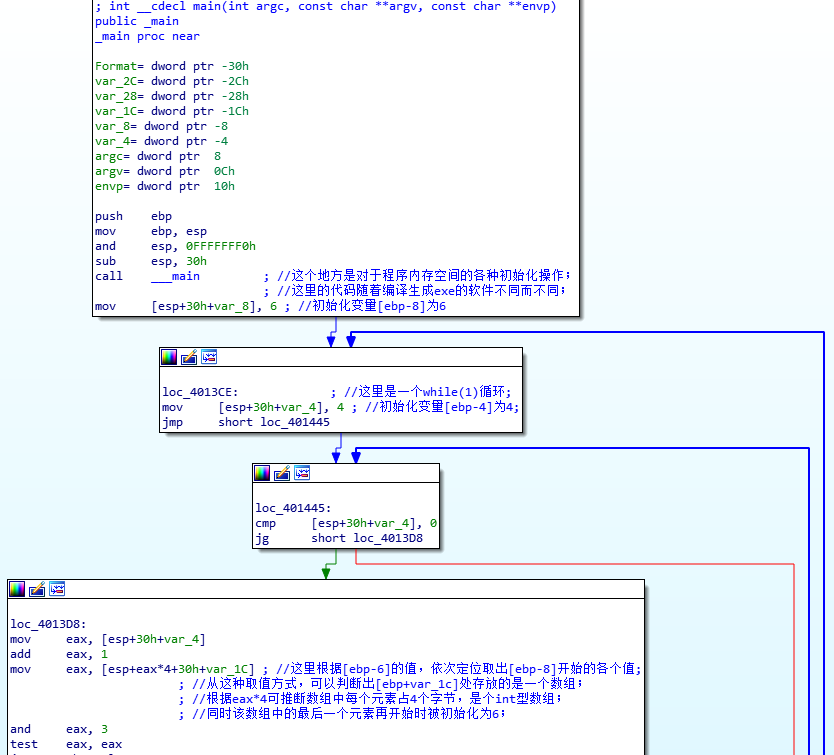 ; int __cdecl main(int argc, const char **argv, const char **envp)
public _main
_main proc near
Format= dword ptr -30h
var_2C= dword ptr -2Ch
var_28= dword ptr -28h
var_1C= dword ptr -1Ch
var_8= dword ptr -8
var_4= dword ptr -4
argc= dword ptr  8
argv= dword ptr  0Ch
envp= dword ptr  10h
push    ebp
mov     ebp, esp
and     esp, 0FFFFFFF0h
sub     esp, 30h
call    ___main         ; //这个地方是对于程序内存空间的各种初始化操作;
; //这里的代码随着编译生成exe的软件不同而不同;
mov     [esp+30h+var_8], 6 ; //初始化变量[ebp-8]为6
loc_4013CE:             ; //这里是一个while(1)循环;
mov     [esp+30h+var_4], 4 ; //初始化变量[ebp-4]为4;
jmp     short loc_401445
loc_401445:
cmp     [esp+30h+var_4], 0
jg      short loc_4013D8
loc_4013D8:
mov     eax, [esp+30h+var_4]
add     eax, 1
mov     eax, [esp+eax*4+30h+var_1C] ; //这里根据[ebp-6]的值, 依次定位取出[ebp-8]开始的各个值;
; //从这种取值方式, 可以判断出[ebp+var_1c]处存放的是一个数组;
; //根据eax*4可推断数组中每个元素占4个字节, 是个int型数组;
; //同时该数组中的最后一个元素再开始时被初始化为6;
and     eax, 3
test    eax, eax